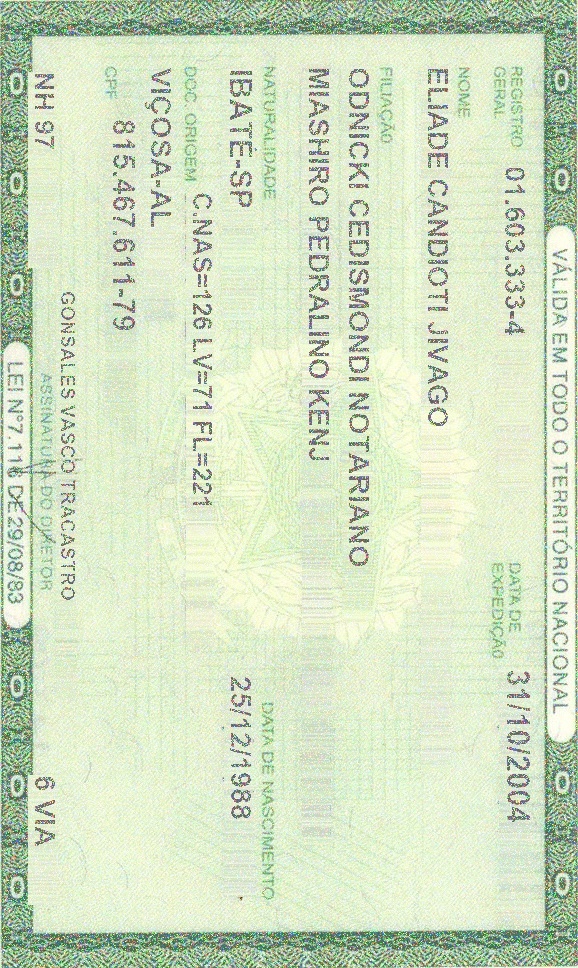 VÁLIDA EM TODO O TERRITÓRIO NACIONAL
REGISTRO GERAL 01.603.333-4 DATA DE EXPEDIÇÃO 31/10/2004
NOME
ELIADE CANDIOTI JIVAGO
FILIAÇÃO
ODNICKI CEDISMONDI NOTARIANO
MASHRO PEDRALINO KENJ
NATURALIDADE DATA DE NASCIMENTO
IBATÉ-SP 25/12/1988
DOC. ORIGEM C.NAS=126 LV=71 FL=221
VIÇOSA-AL
CPF 815.467.611-79
GONSALES VASCO TRACASTRO
NH 97 ASSINATURA DO DIRETOR 6 VIA
LEI Nº7.116 DE 29/08/83